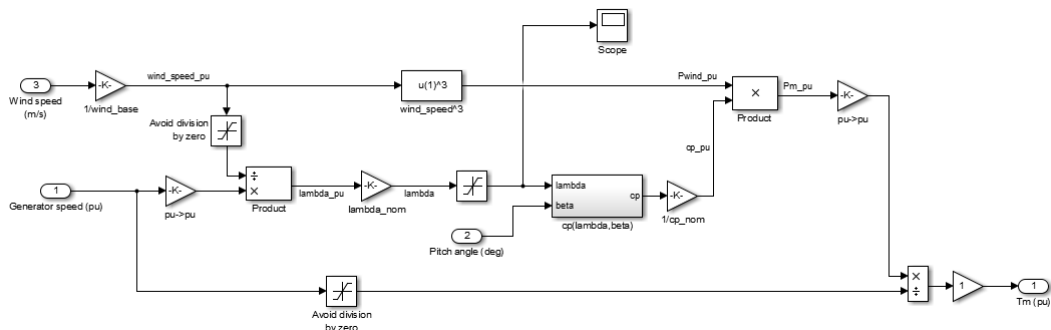 Scope
3
Wind speed
(m/s)
-K-
1/wind_base
wind_speed_pu
u(1)^3
wind_speed^3
Pwind_pu
×
Product
Pm_pu
-K-
pu->pu
Avoid division
by zero
cp_pu
1
Generator speed (pu)
-K-
pu->pu
÷
×
Product
lambda_pu
-K-
lambda_nom
lambda
lambda
beta
cp
cp(lambda,beta)
-K-
1/cp_nom
2
Pitch angle (deg)
Avoid division
by zero
×
÷
1
1
Tm (pu)